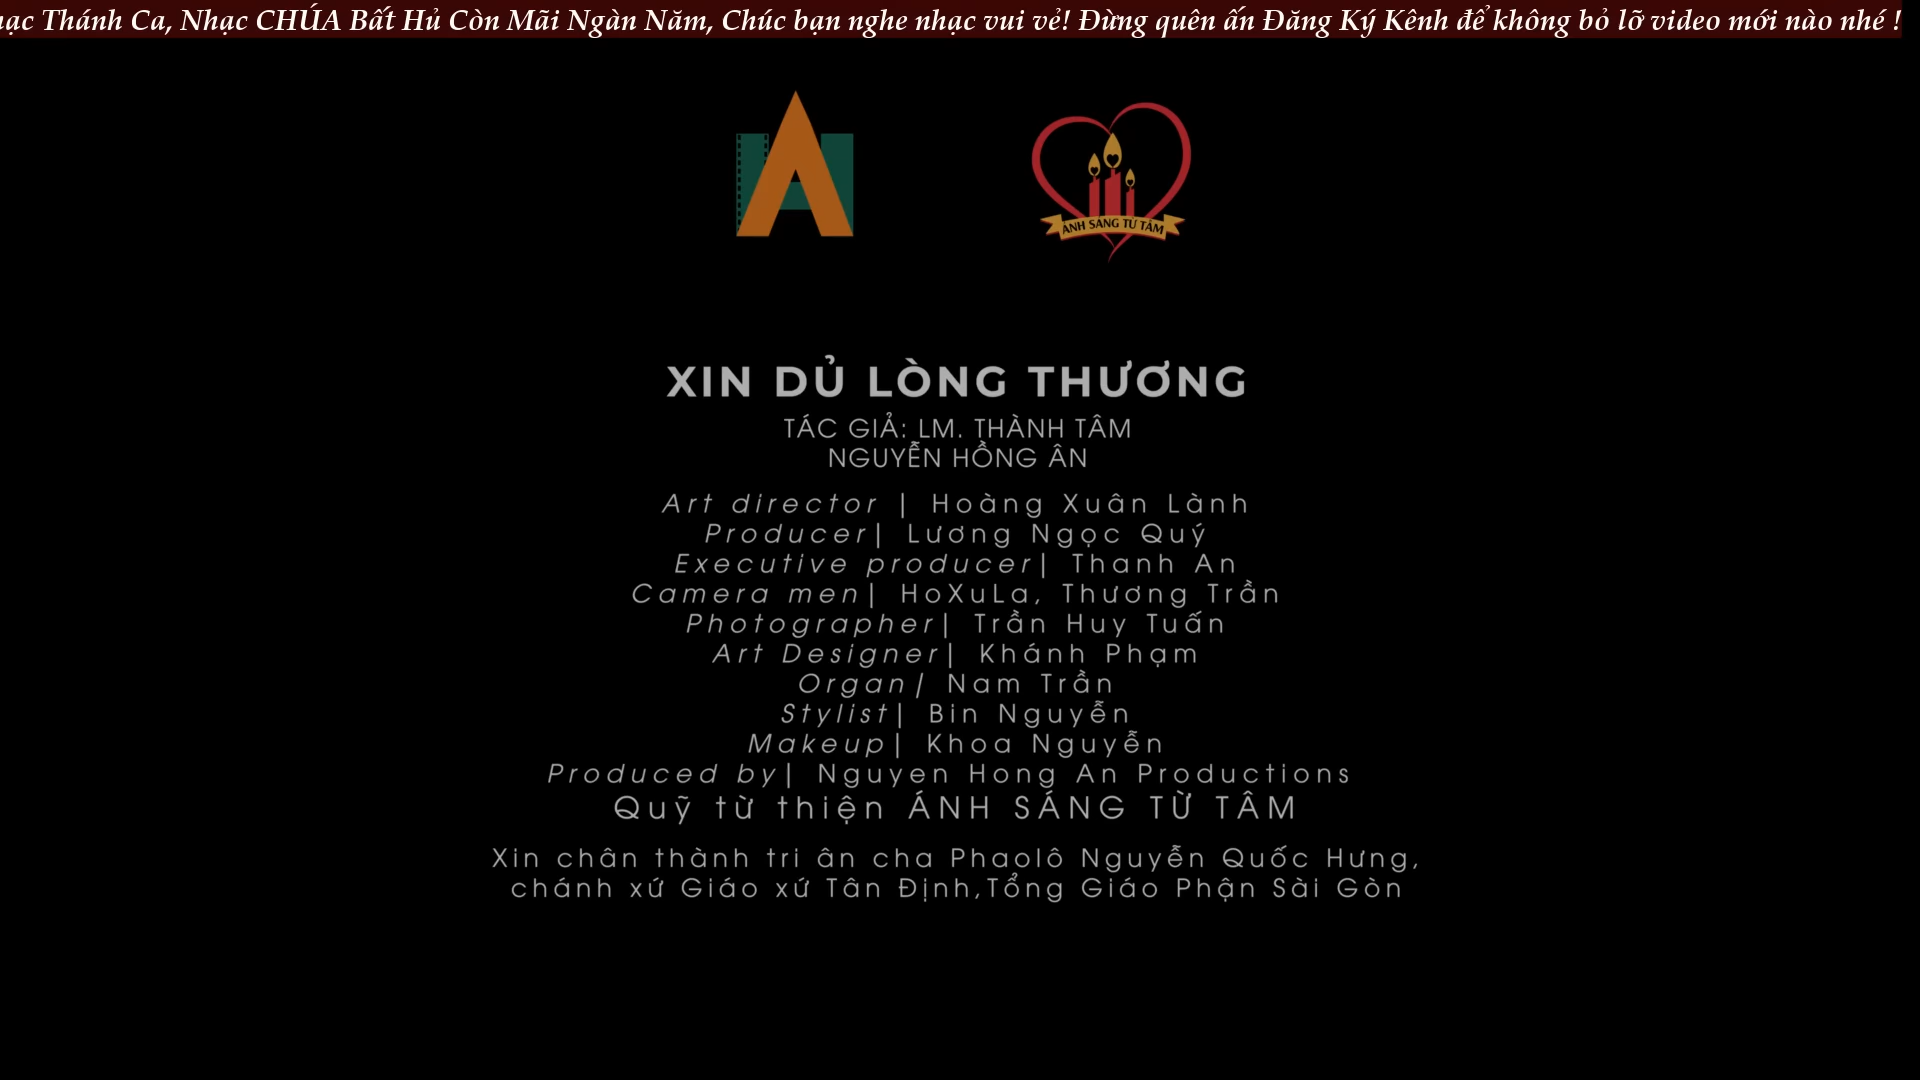 Thánh Ca, Nhạc CHÚA Bất Hủ Còn Mãi Ngàn Năm, Chúc bạn nghe nhạc vui vẻ! Đừng quên ấn Đăng Ký Kênh để không bỏ lỡ video mới nào nhé !
ÁNH SÁNG TỪ TÂM
XIN DỦ LÒNG THƯƠNG
TÁC GIẢ: LM. THÀNH TÂM
NGUYỄN HỒNG ÂN
Art director | Hoàng Xuân Lành
Producer| Lương Ngọc Quý
Executive producer| Thanh An
Camera men| HoXuLa, Thương Trần
Photographer| Trần Huy Tuấn
Art Designer| Khánh Phạm
Organ| Nam Trần
Stylist| Bin Nguyễn
Makeup| Khoa Nguyễn
Produced by| Nguyen Hong An Productions
Quỹ từ thiện ÁNH SÁNG TỪ TÂM
Xin chân thành tri ân cha Phaolô Nguyễn Quốc Hưng,
chánh xứ Giáo xứ Tân Định,Tổng Giáo Phận Sài Gòn